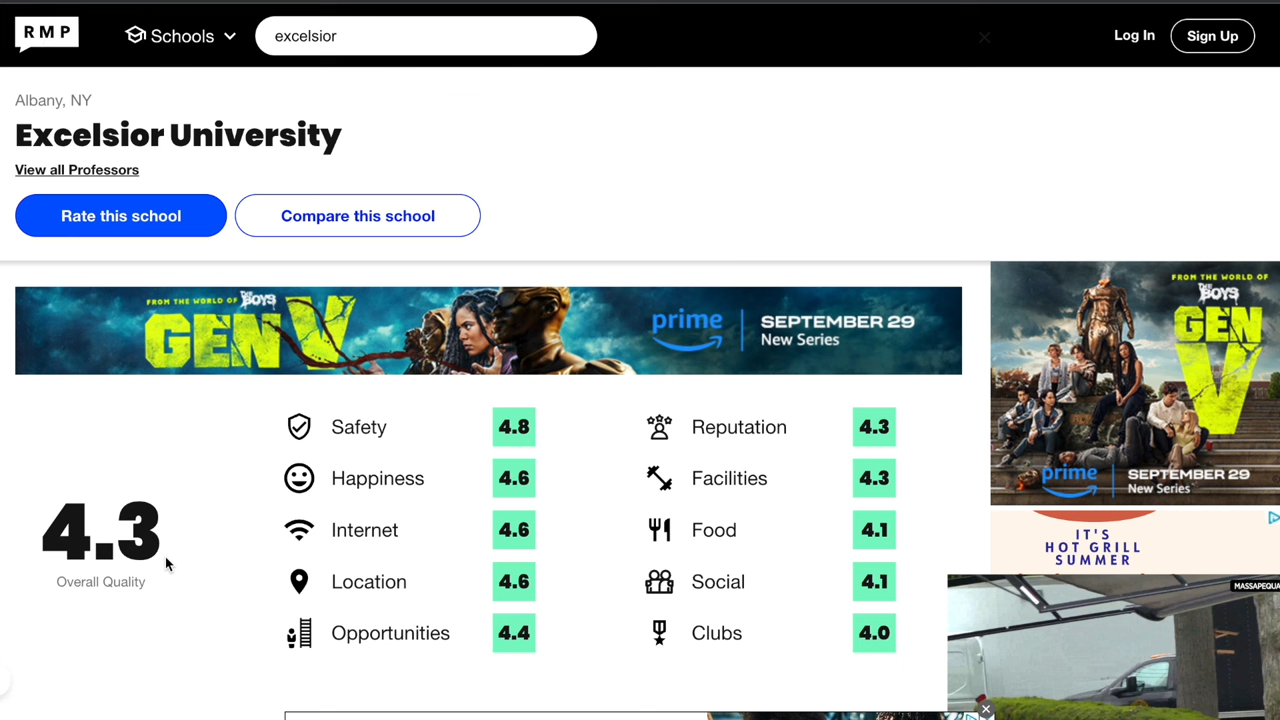 RMP
Schools
excelsior
Log In
Sign Up
Albany, NY
Excelsior University
View all Professors
Rate this school
Compare this school
FROM THE WORLD OF THE BOYS
GEN V
prime
SEPTEMBER 29
New Series
FROM THE WORLD OF
THE BOYS
GEN V
prime
SEPTEMBER 29
New Series
4.3
Overall Quality
Safety 4.8
Happiness 4.6
Internet 4.6
Location 4.6
Opportunities 4.4
Reputation 4.3
Facilities 4.3
Food 4.1
Social 4.1
Clubs 4.0
IT'S
HOT GRILL
SUMMER